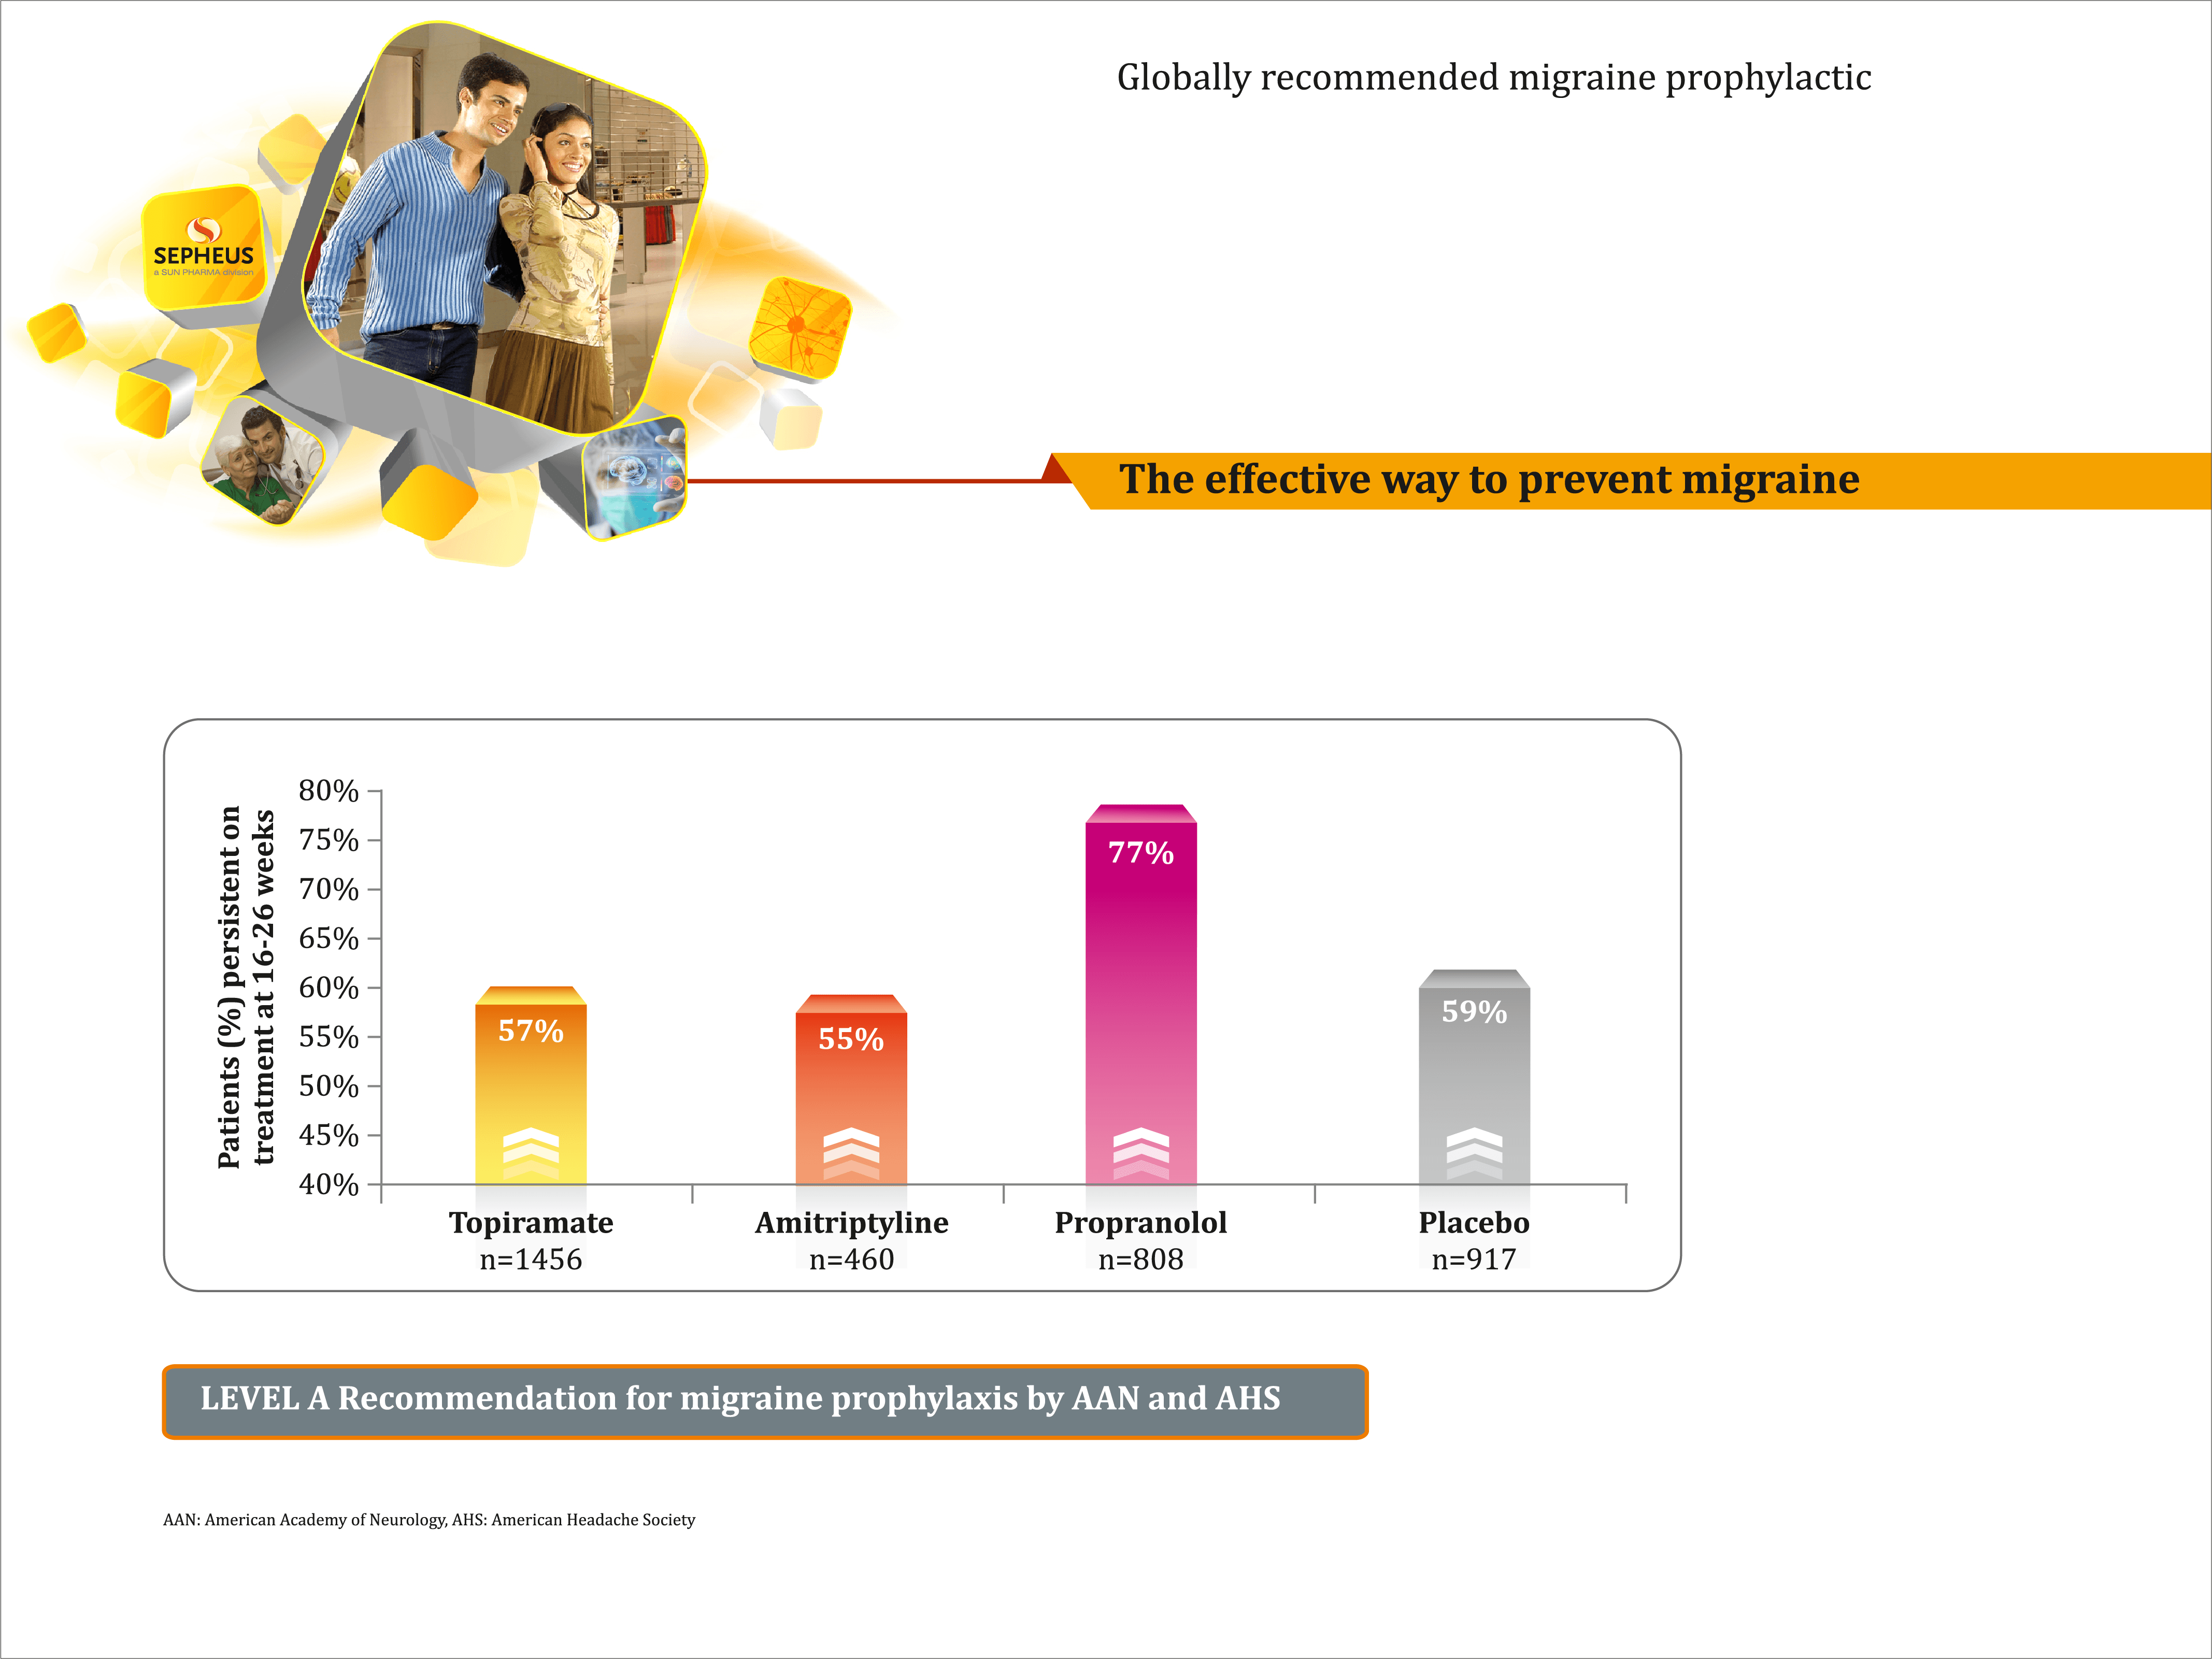 Globally recommended migraine prophylactic
SEPHEUS
a SUN PHARMA division
The effective way to prevent migraine
Patients (%) persistent on
treatment at 16-26 weeks
80%
75%
70%
65%
60%
55%
50%
45%
40%
57%
55%
77%
59%
Topiramate
n=1456
Amitriptyline
n=460
Propranolol
n=808
Placebo
n=917
LEVEL A Recommendation for migraine prophylaxis by AAN and AHS
AAN: American Academy of Neurology, AHS: American Headache Society